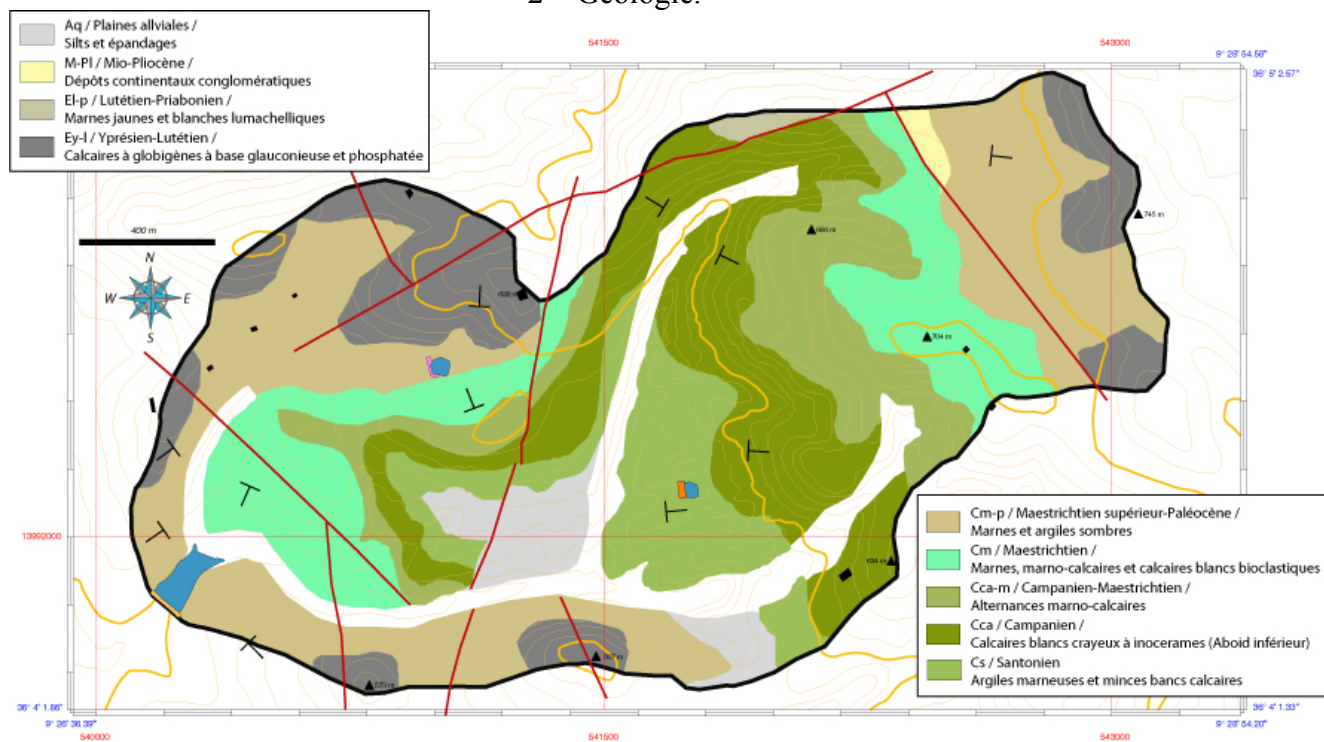 2 – Géologie.
Aq / Plaines allviales /
Silts et épandages
M-Pl / Mio-Pliocène /
Dépôts continentaux conglomératiques
El-p / Lutétien-Priabonien /
Marnes jaunes et blanches lumachelliques
Ey-l / Yprésien-Lutétien /
Calcaires à globigènes à base glauconieuse et phosphatée
541500
543000
9° 28' 54.56"
36° 5' 2.57"
400 m
N
W
E
S
745 m
704 m
13992000
567 m
Cm-p / Maestrichtien supérieur-Paléocène /
Marnes et argiles sombres
Cm / Maestrichtien /
Marnes, marno-calcaires et calcaires blancs bioclastiques
Cca-m / Campanien-Maestrichtien /
Alternances marno-calcaires
Cca / Campanien /
Calcaires blancs crayeux à inocerames (Aboid inférieur)
Cs / Santonien
Argiles marneuses et minces bancs calcaires
36° 4' 1.86"
36° 4' 1.33"
9° 26' 36.39"
9° 28' 54.20"
540000
541500
543000